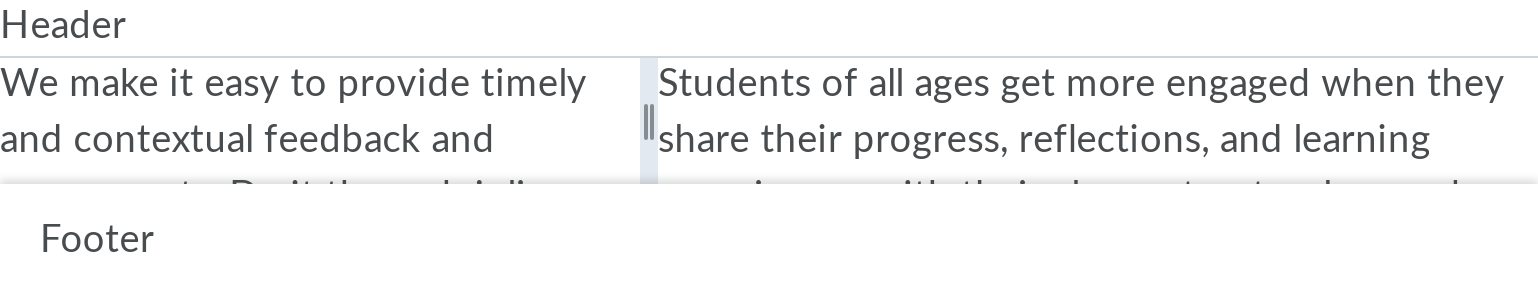 Header
We make it easy to provide timely
and contextual feedback and
Students of all ages get more engaged when they
share their progress, reflections, and learning
Footer